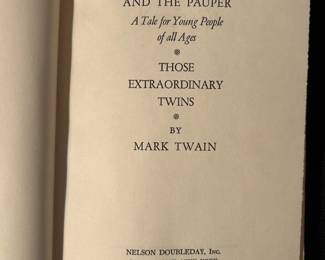 AND THE PAUPER
A Tale for Young People
of all Ages
THOSE
EXTRAORDINARY
TWINS
BY
MARK TWAIN
NELSON DOUBLEDAY, Inc.